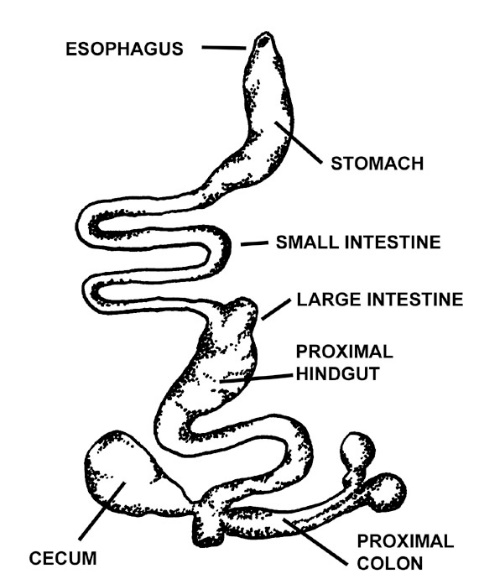 ESOPHAGUS
STOMACH
SMALL INTESTINE
LARGE INTESTINE
PROXIMAL
HINDGUT
CECUM
PROXIMAL
COLON